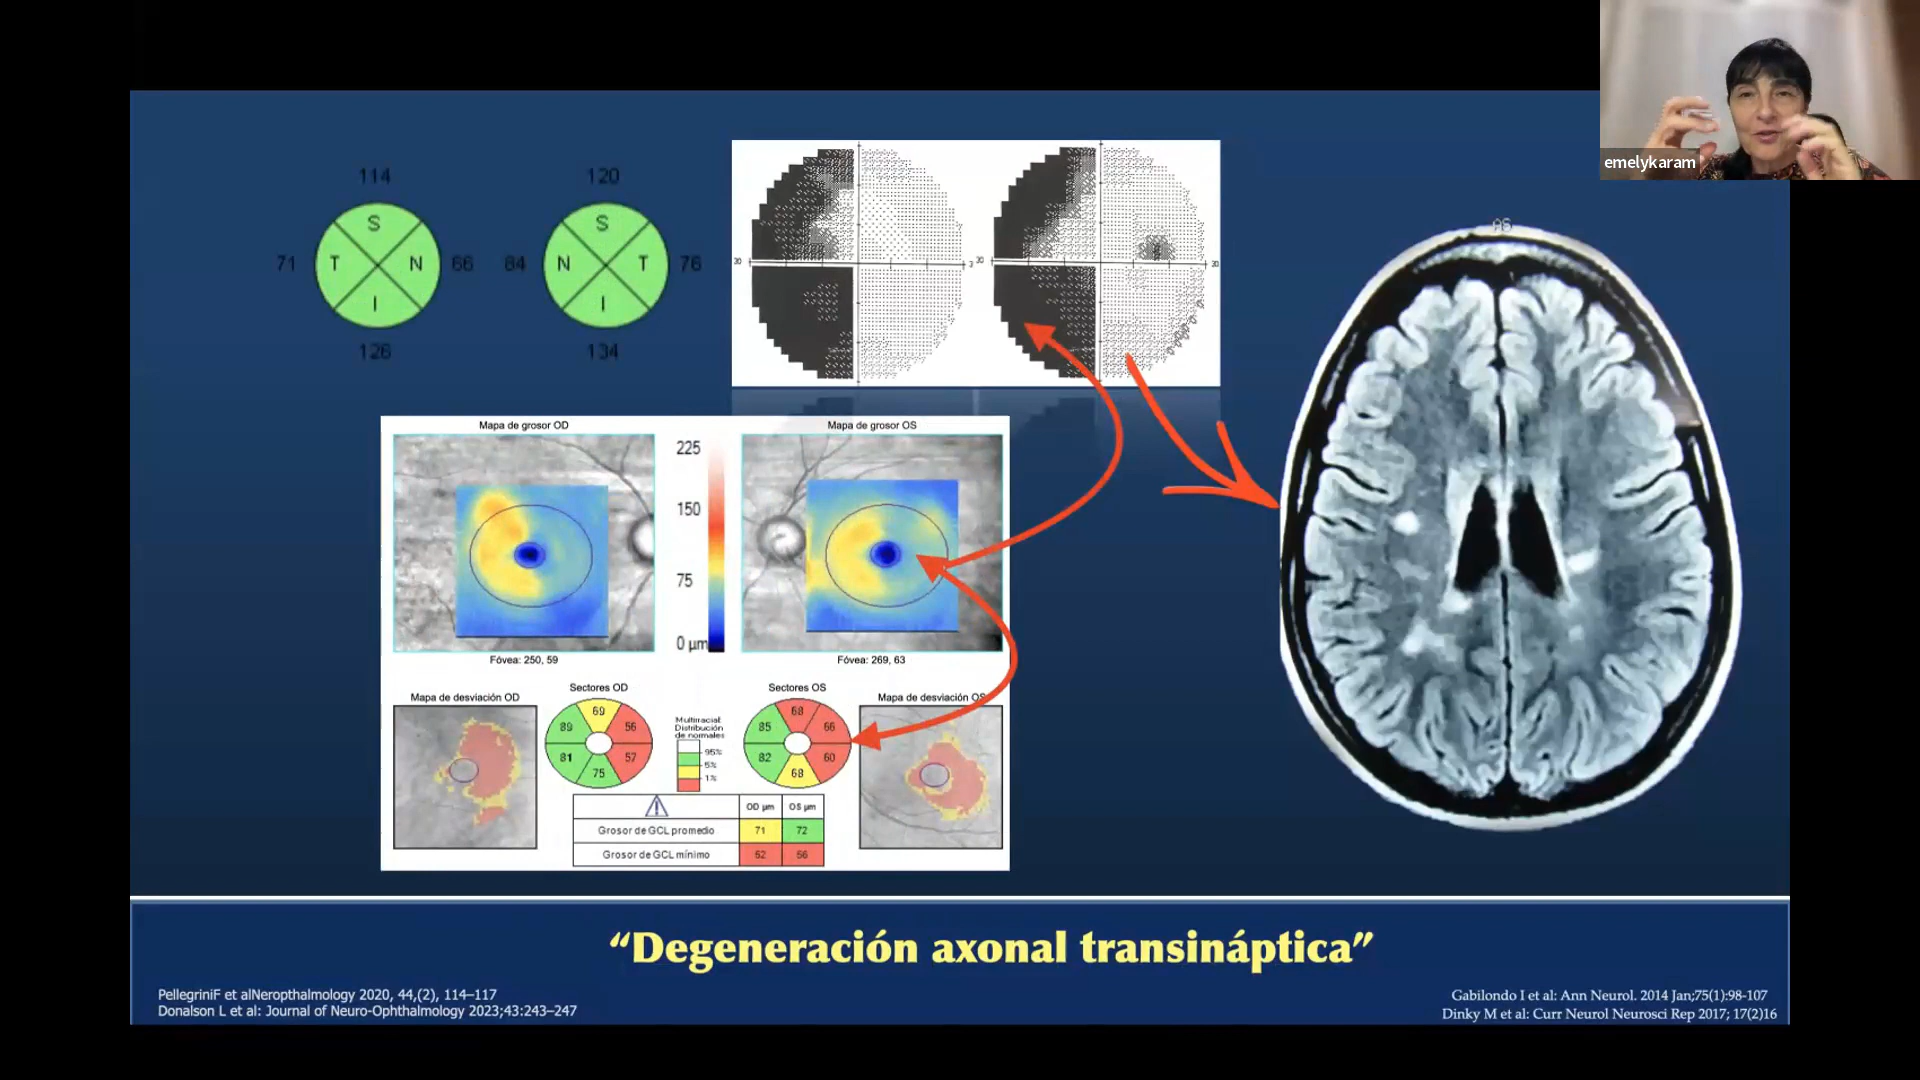 emelykaram
114
120
71
T
S
N
I
66
84
N
S
T
I
76
126
134
30
3
30
30
AS
Mapa de grosor OD
Mapa de grosor OS
225
150
75
0 µm
Fóvea: 250, 59
Fóvea: 269, 63
Mapa de desviación OD
Sectores OD
Sectores OS
Mapa de desviación OS
69
89
56
81
57
75
Multirracial:
Distribución
de normales
95%
5%
1%
68
85
66
82
60
68
OD µm
OS µm
Grosor de GCL promedio
71
72
Grosor de GCL mínimo
52
56
“Degeneración axonal transináptica”
PellegriniF et alNeropthalmology 2020, 44,(2), 114–117
Donalson L et al: Journal of Neuro-Ophthalmology 2023;43:243–247
Gabilondo I et al: Ann Neurol. 2014 Jan;75(1):98-107
Dinky M et al: Curr Neurol Neurosci Rep 2017; 17(2)16